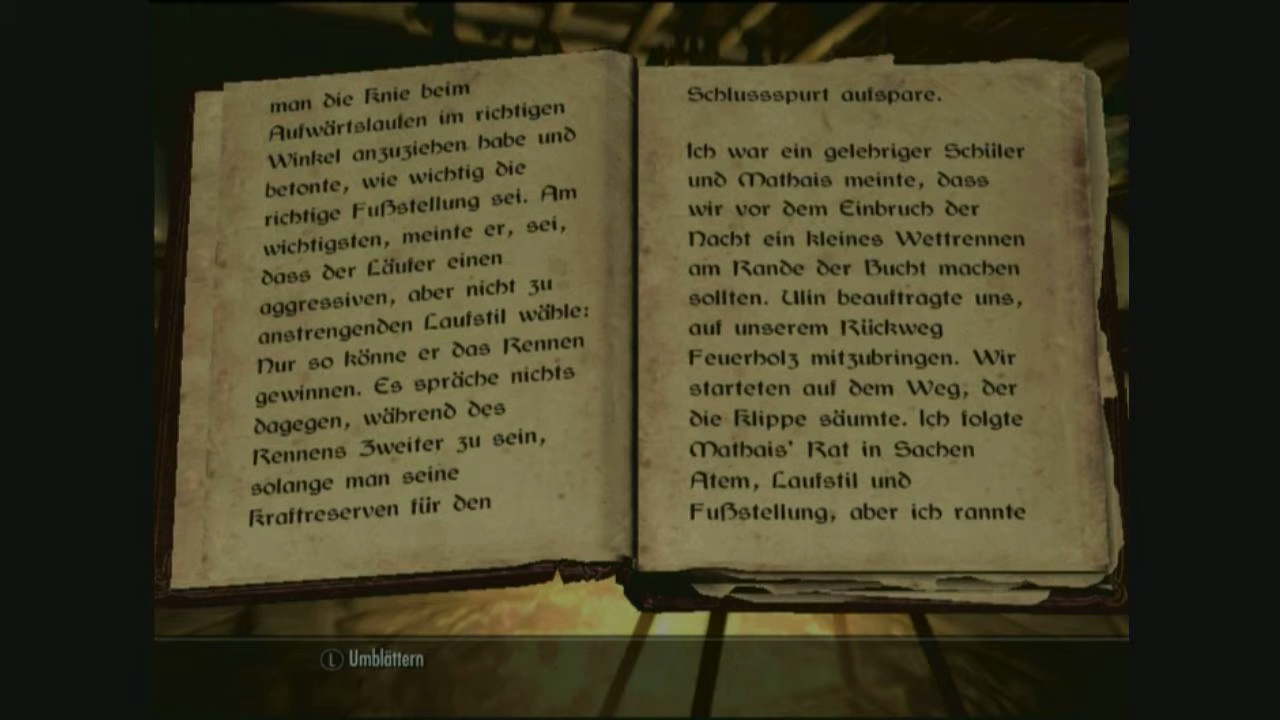 man die Knie beim
Aufwärtslaufen im richtigen
Winkel anzuziehen habe und
betonte, wie wichtig die
richtige Fußstellung sei. Am
wichtigsten, meinte er, sei,
dass der Läufer einen
aggressiven, aber nicht zu
anstrengenden Laufstil wähle:
Nur so könne er das Rennen
gewinnen. Es spräche nichts
dagegen, während des
Rennens Zweiter zu sein,
solange man seine
Kraftreserven für den
Schlussspurt aufspare.
Ich war ein gelehriger Schüler
und Mathais meinte, dass
wir vor dem Einbruch der
Nacht ein kleines Wettrennen
am Rande der Bucht machen
sollten. Ulin beauftragte uns,
auf unserem Rückweg
Feuerholz mitzubringen. Wir
starteten auf dem Weg, der
die Klippe säumte. Ich folgte
Mathais' Rat in Sachen
Atem, Laufstil und
Fußstellung, aber ich rannte
L Umblättern